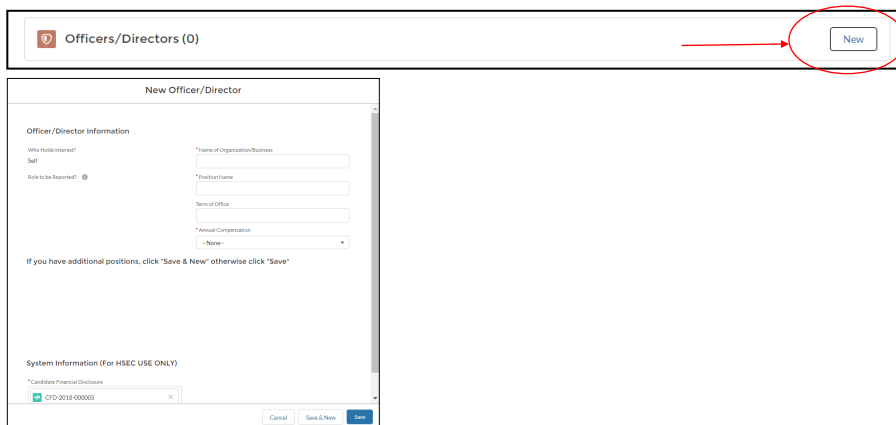 Officers/Directors (0)
New
New Officer/Director
Officer/Director Information
Who Holds Interest?
Self
*Name of Organization/Business
Role to be Reported?
*Position Name
Term of Office
*Annual Compensation
--None--
If you have additional positions, click "Save & New" otherwise click "Save"
System Information (For HSEC USE ONLY)
*Candidate Financial Disclosure
CFD-2018-000005
Cancel
Save & New
Save